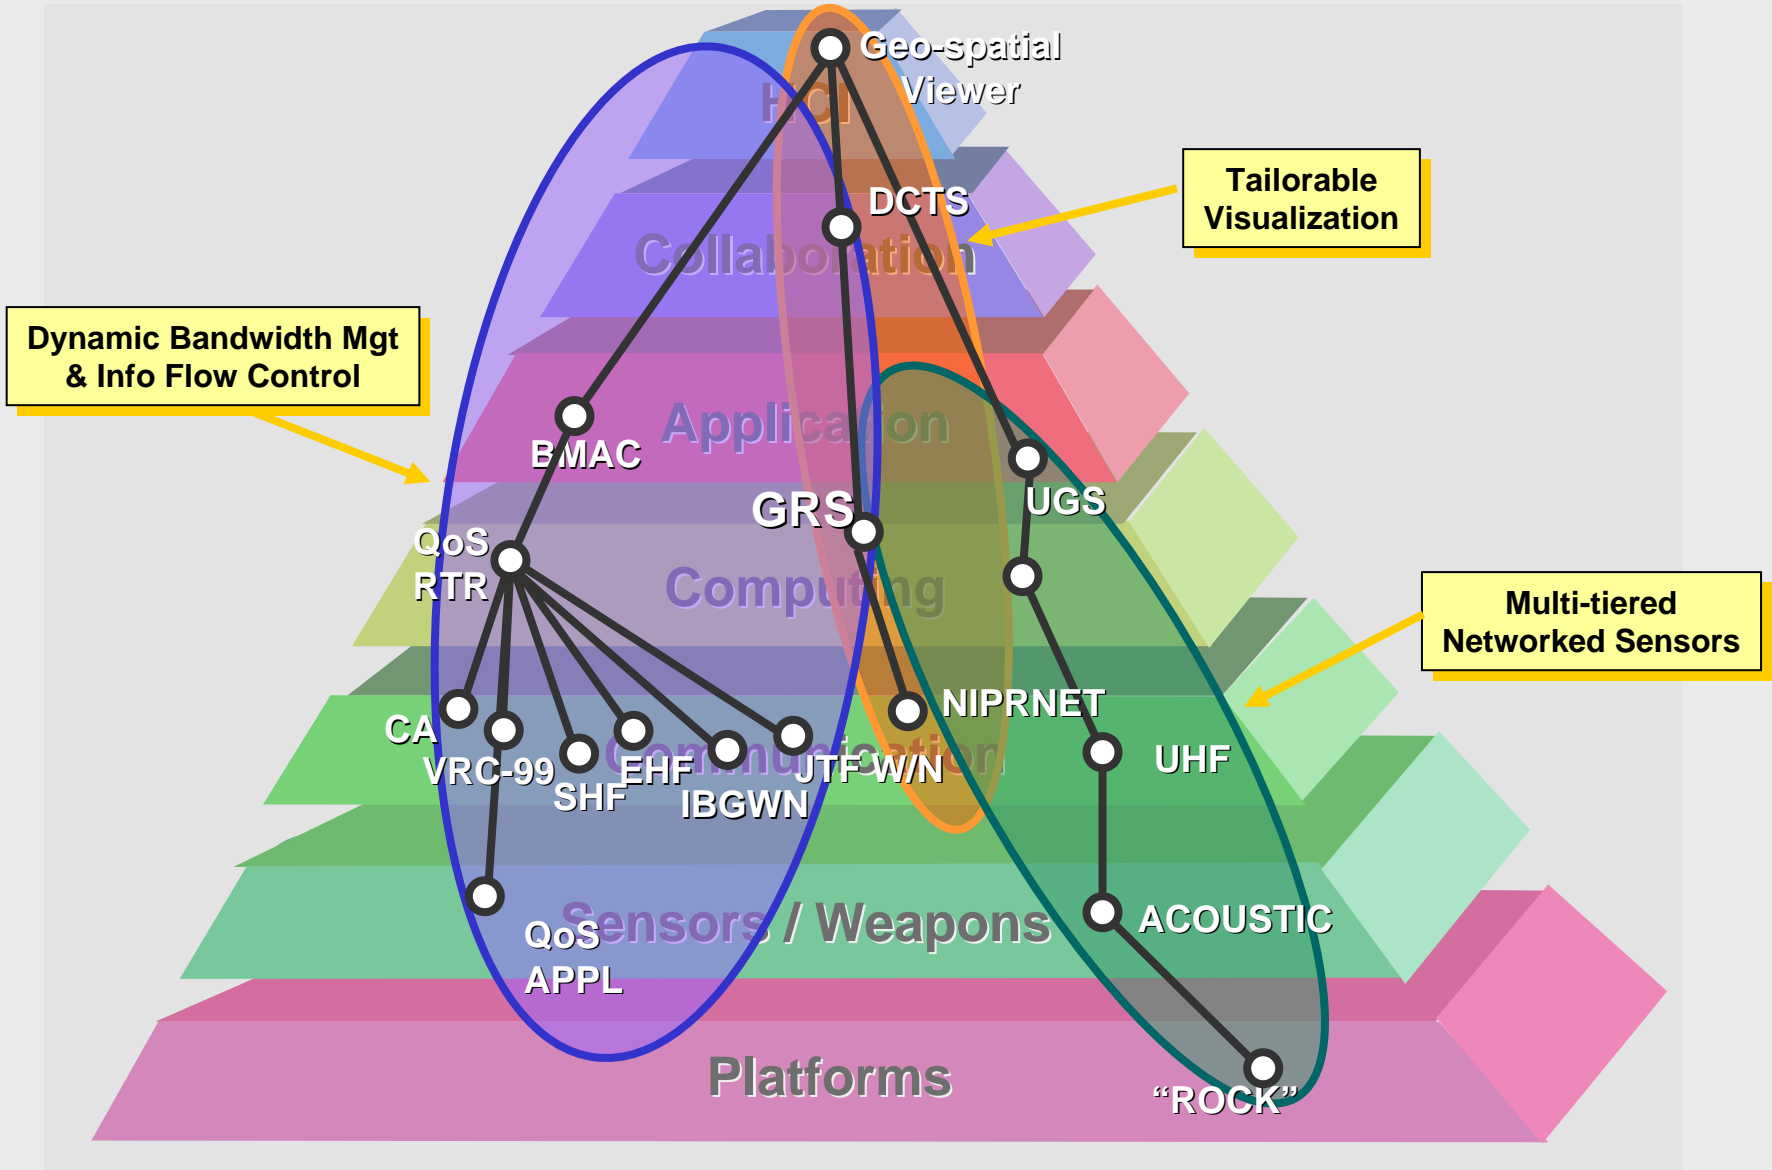 Geo-spatial
Viewer
HCI
Tailorable
Visualization
DCTS
Collaboration
Dynamic Bandwidth Mgt
& Info Flow Control
Application
BMAC
GRS
UGS
QoS
RTR
Computing
Multi-tiered
Networked Sensors
NIPRNET
CA
Communication
UHF
VRC-99
EHF
JTF W/N
SHF
IBGWN
Sensors / Weapons
ACOUSTIC
QoS
APPL
Platforms
“ROCK”